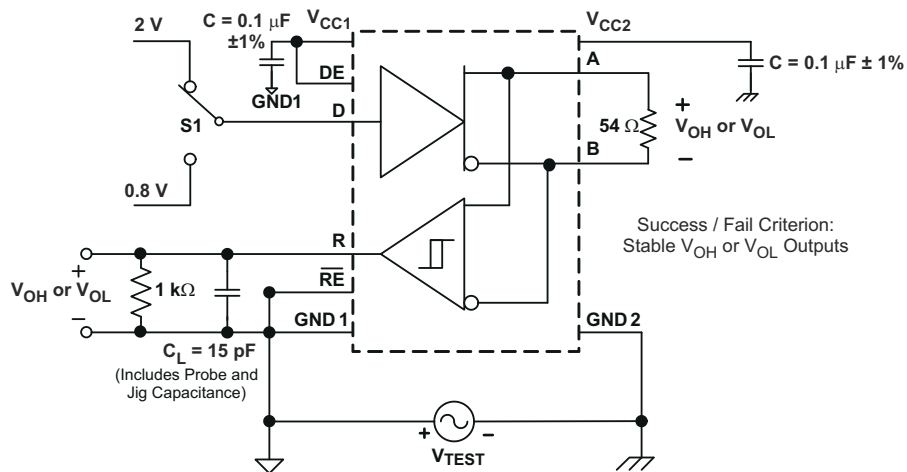 C = 0.1 μF
±1%
V_CC1
V_CC2
2 V
DE
GND1
A
C = 0.1 μF ± 1%
S1
D
54 Ω
+
V_OH or V_OL
−
B
0.8 V
Success / Fail Criterion:
Stable V_OH or V_OL Outputs
R
+
V_OH or V_OL
−
1 kΩ
R̅E̅
GND 1
GND 2
C_L = 15 pF
(Includes Probe and
Jig Capacitance)
+ −
V_TEST